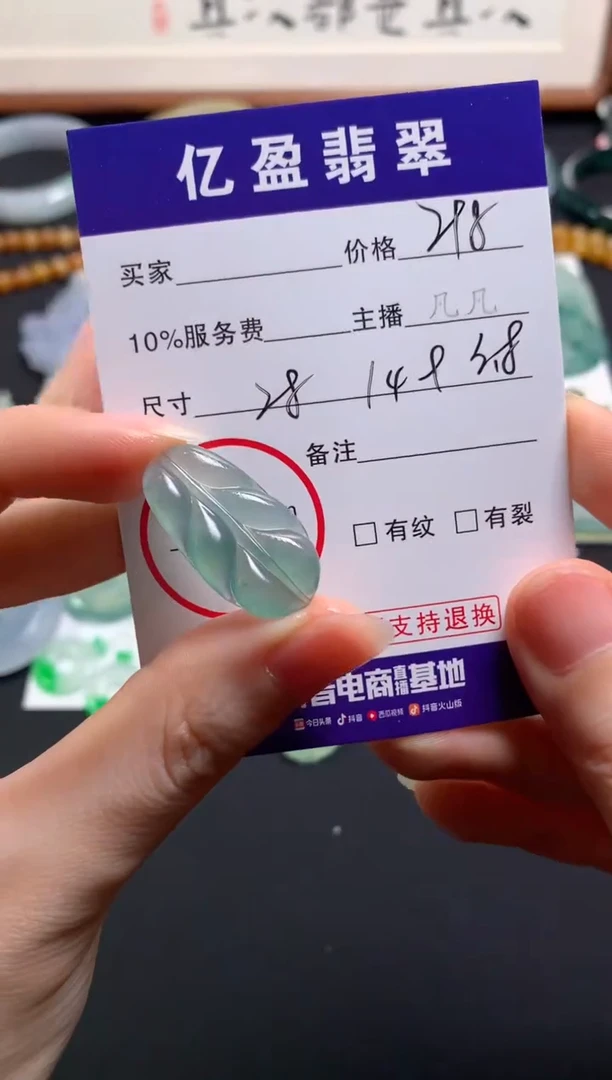 亿盈翡翠
买家 价格 298
10%服务费 主播 凡凡
尺寸 28 14 5.8
备注
□有纹 □有裂
支持退换
音电商直播基地
今日头条 抖音 西瓜视频 抖音火山版